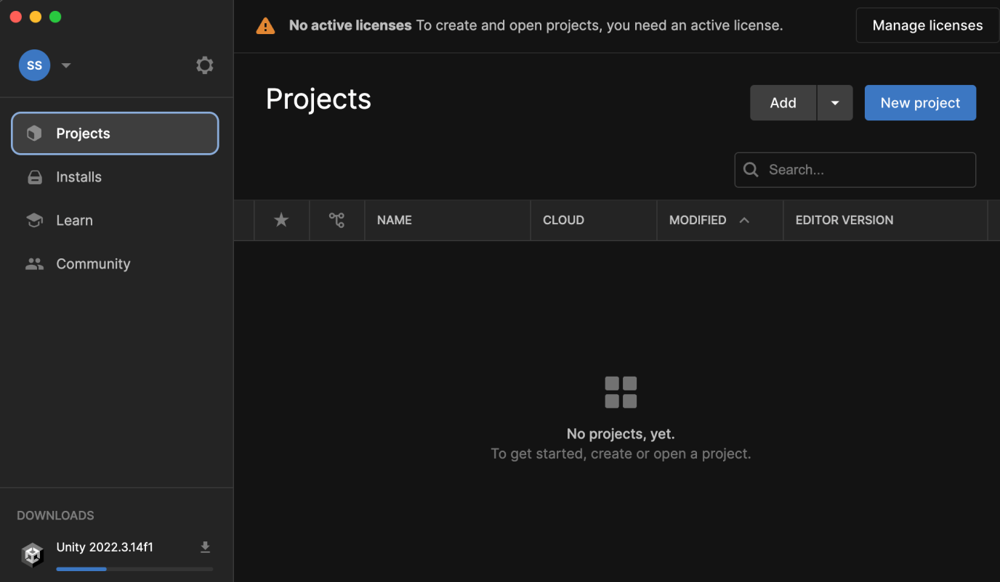 No active licenses To create and open projects, you need an active license.
Manage licenses
SS
Projects
Installs
Learn
Community
Projects
Add
New project
Search...
NAME
CLOUD
MODIFIED
EDITOR VERSION
No projects, yet.
To get started, create or open a project.
DOWNLOADS
Unity 2022.3.14f1